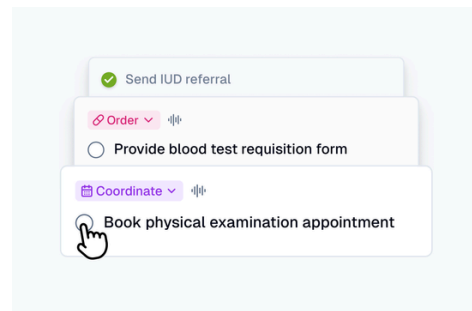 Send IUD referral
Order
Provide blood test requisition form
Coordinate
Book physical examination appointment